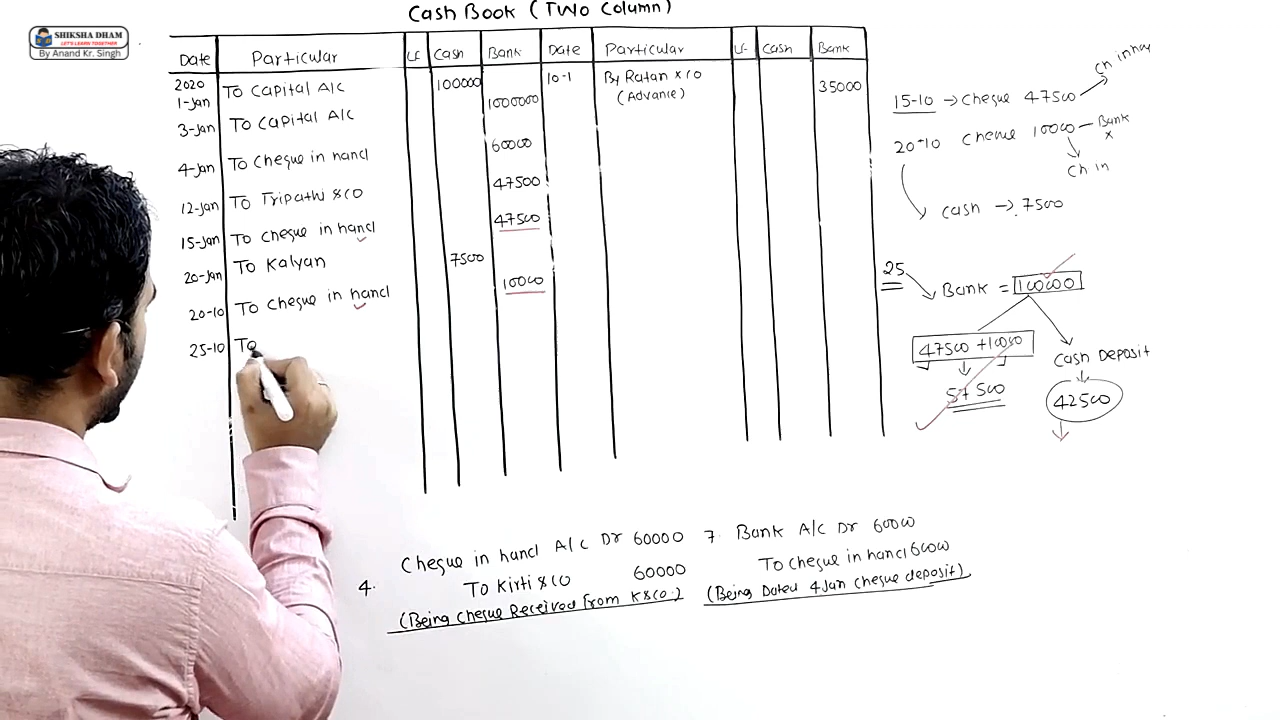 Cash Book (Two Column)
SHIKSHA DHAM
LET'S LEARN TOGETHER
By Anand Kr. Singh
Date Particular LF Cash Bank Date Particular LF Cash Bank
2020
1-Jan To Capital A/C 100000 10-1 By Ratan & Co 35000
(Advance)
3-Jan To Capital A/C 1000000
4-Jan To Cheque in hand 60000
12-Jan To Tripathi & Co 47500
15-Jan To Cheque in hand 47500
20-Jan To Kalyan 7500
20-10 To Cheque in hand 10000
25-10 To
15-10 → Cheque 47500
20-10 Cheque 10000 — Bank
x
Ch in
Cash → 7500
25
Bank = 100000
47500 + 10000
57500
Cash Deposit
42500
4. Cheque in hand A/C Dr 60000
To Kirti & Co 60000
(Being Cheque Received from K & Co.)
7. Bank A/C Dr 60000
To Cheque in hand 60000
(Being Dated 4 Jan cheque deposit)